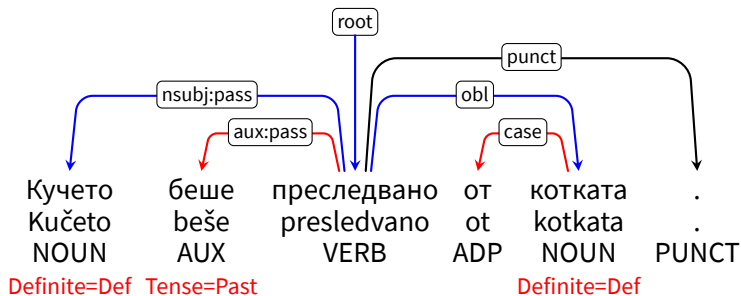 root
punct
nsubj:pass
obl
aux:pass
case
Кучето беше преследвано от котката .
Kučeto beše presledvano ot kotkata .
NOUN AUX VERB ADP NOUN PUNCT
Definite=Def Tense=Past Definite=Def